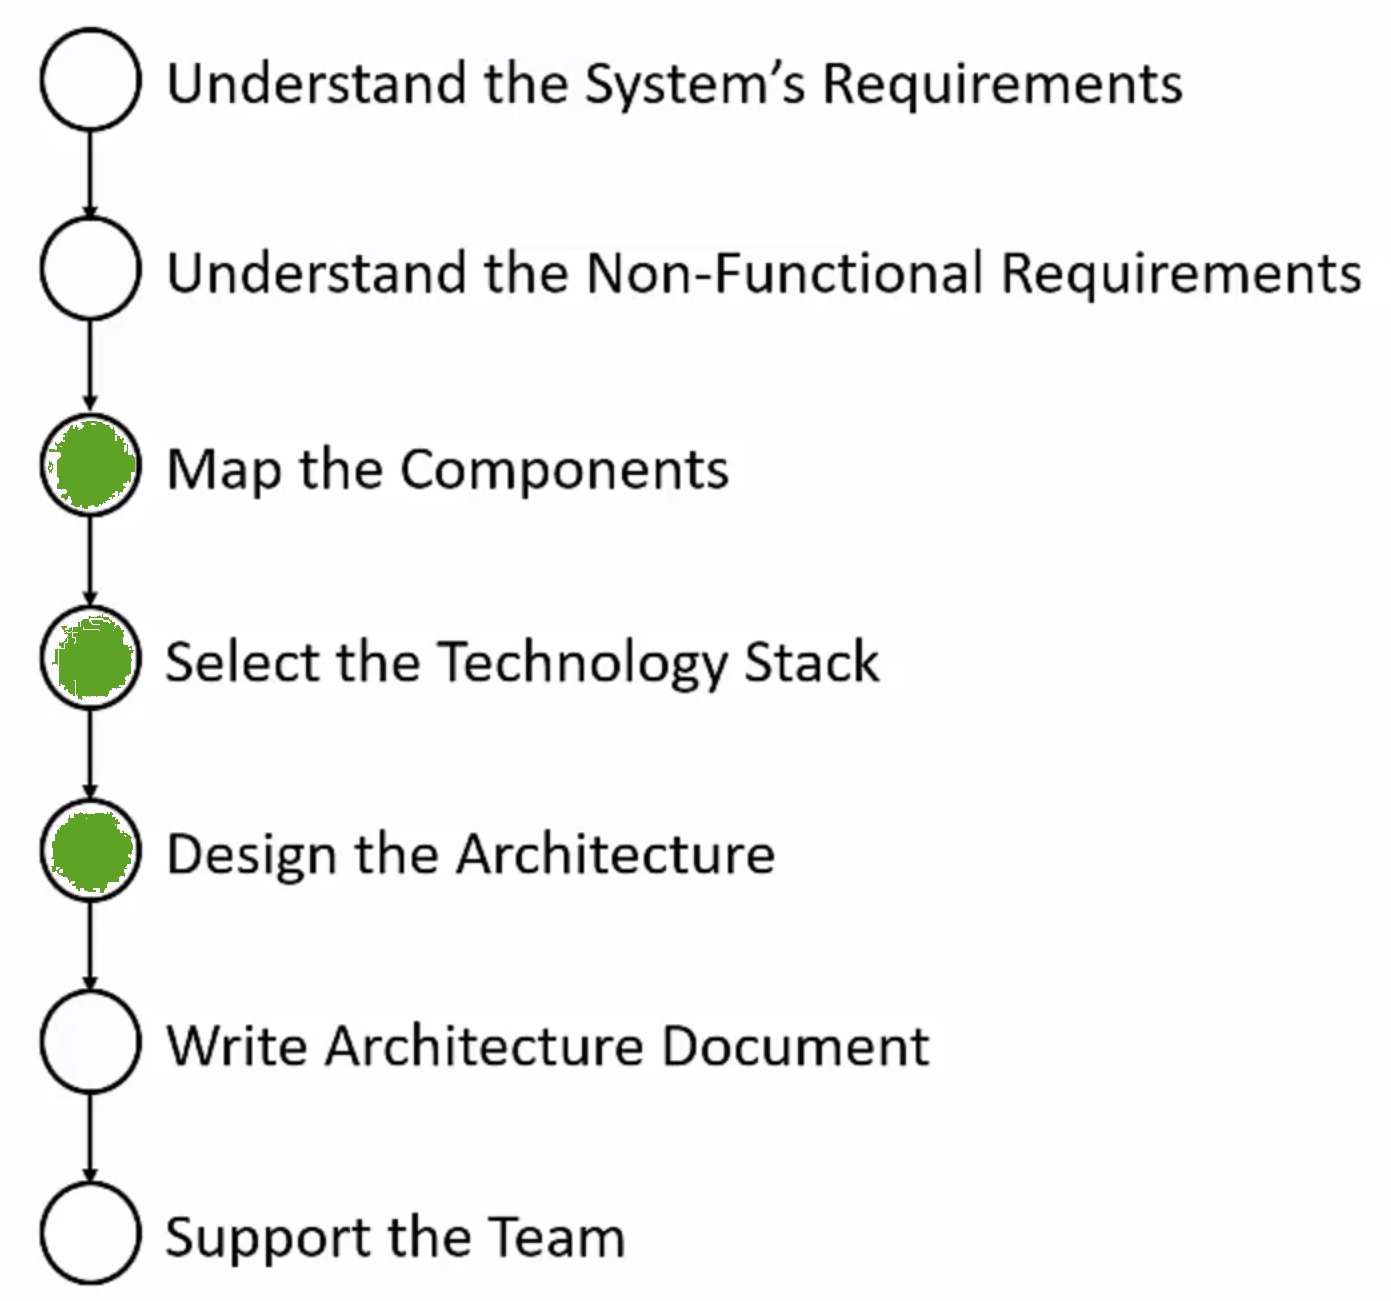 Understand the System’s Requirements
Understand the Non-Functional Requirements
Map the Components
Select the Technology Stack
Design the Architecture
Write Architecture Document
Support the Team